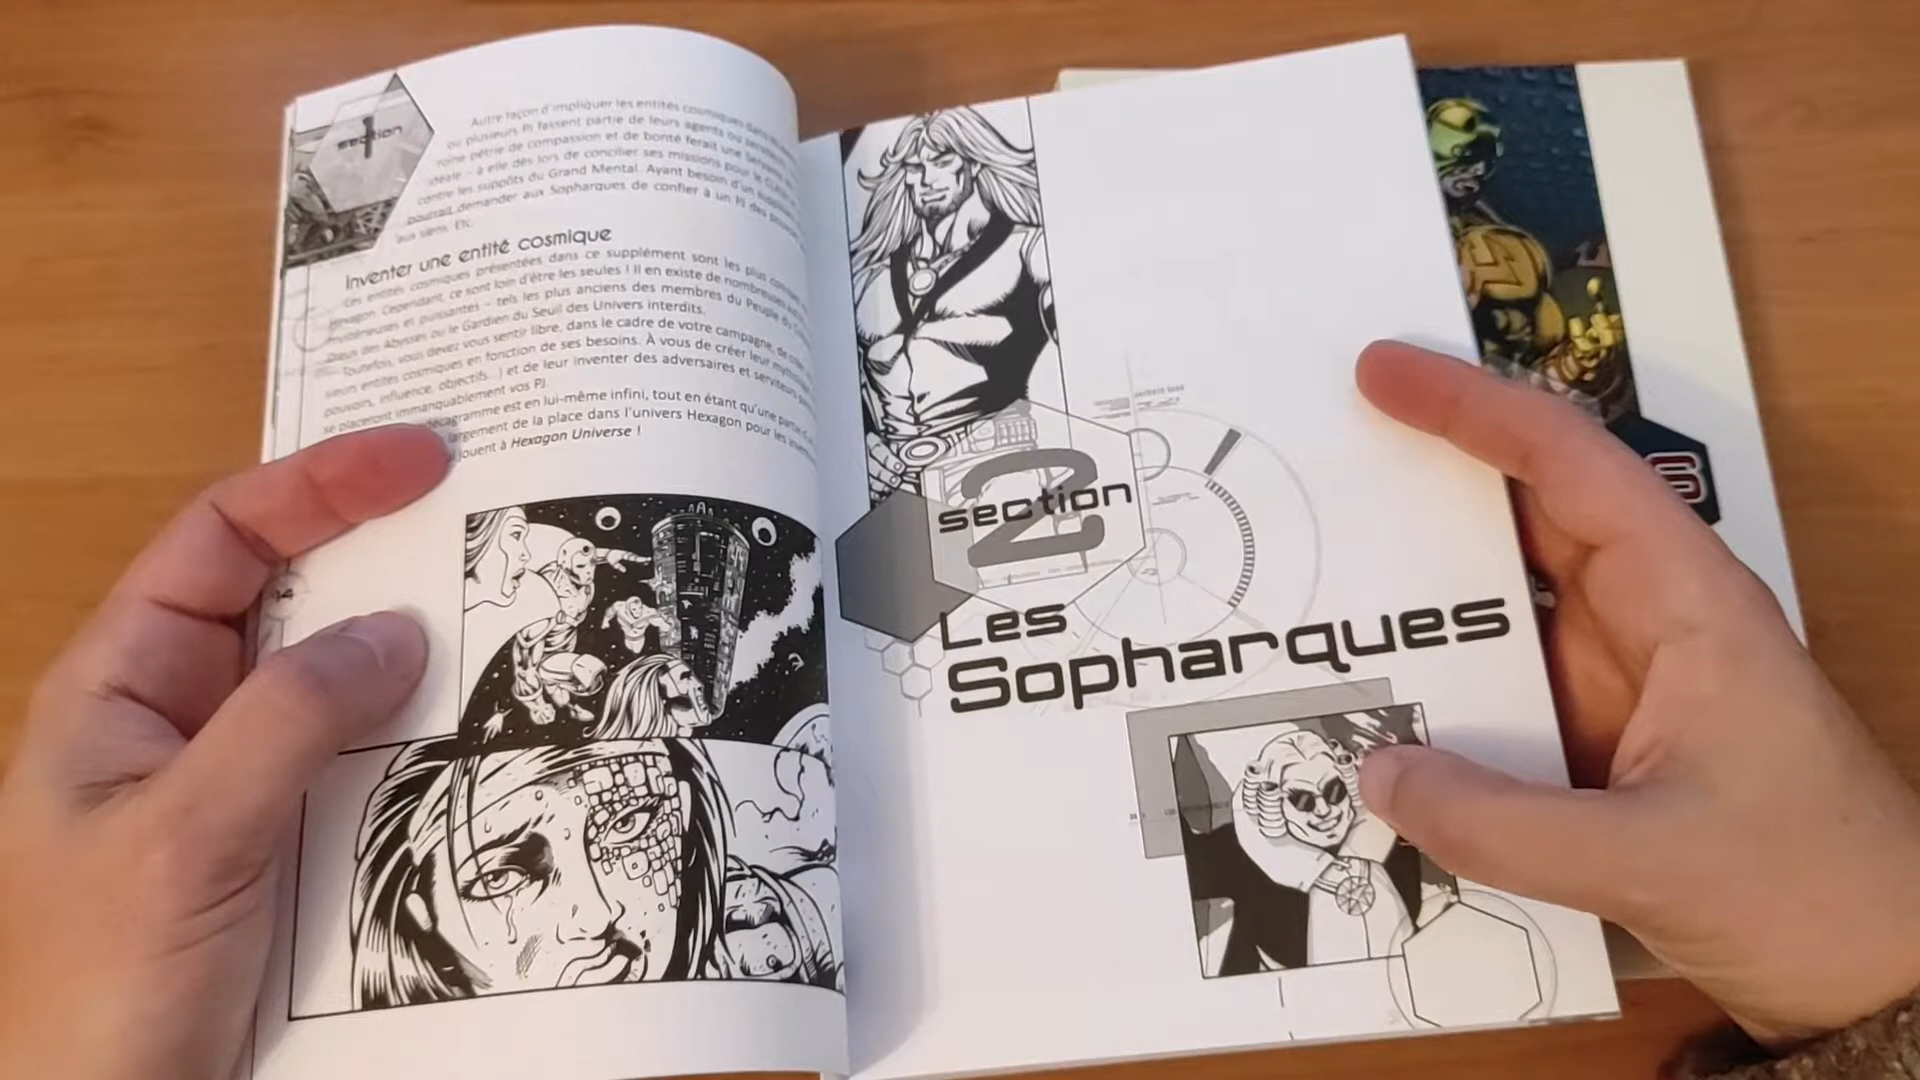 section
1
Autre façon d'impliquer les entités cosmiques dans
ou plusieurs PJ fassent partie de leurs agents ou
roïne pétrie de compassion et de bonté ferait une
idéale – à elle dès lors de concilier ses missions pour le
contre les suppôts du Grand Mental. Ayant besoin d'un
pourrait demander aux Sopharques de confier à un PJ des
aux siens. Etc.
Inventer une entité cosmique
Les entités cosmiques présentées dans ce supplément sont les plus
Hexagon. Cependant, ce sont loin d'être les seules ! Il en existe de nombreuses
mystérieuses et puissantes – tels les plus anciens des membres du Peuple du
Dieux des Abysses ou le Gardien du Seuil des Univers interdits.
Toutefois, vous devez vous sentir libre, dans le cadre de votre campagne, de
sieurs entités cosmiques en fonction de ses besoins. À vous de créer leur
pouvoirs, influence, objectifs...) et de leur inventer des adversaires et serviteurs
se placeront immanquablement vos PJ.
décagramme est en lui-même infini, tout en étant qu'une partie
largement de la place dans l'univers Hexagon pour les
jouent à Hexagon Universe !
14
section
2
Les
Sopharques
S